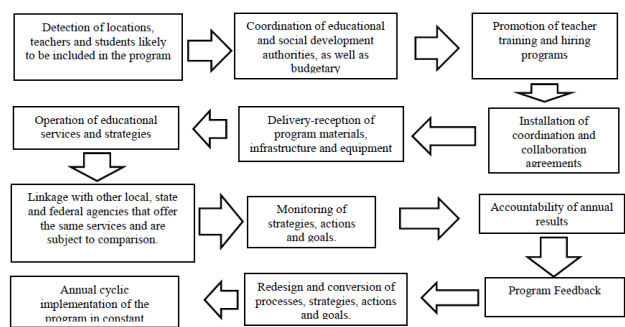 Detection of locations,
teachers and students likely
to be included in the program
Coordination of educational
and social development
authorities, as well as
budgetary
Promotion of teacher
training and hiring
programs
Installation of
coordination and
collaboration
agreements
Delivery-reception of
program materials,
infrastructure and equipment
Operation of educational
services and strategies
Linkage with other local, state
and federal agencies that offer
the same services and are
subject to comparison.
Monitoring of
strategies, actions
and goals.
Accountability of annual
results
Program Feedback
Redesign and conversion of
processes, strategies, actions
and goals.
Annual cyclic
implementation of the
program in constant